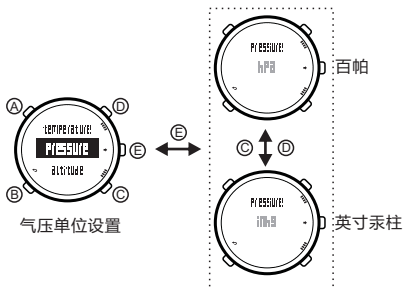 Pressure:
hPa
百帕
A
D
temperature:
Pressure
altitude
E
E
C
D
B
C
气压单位设置
Pressure:
inHg
英寸汞柱